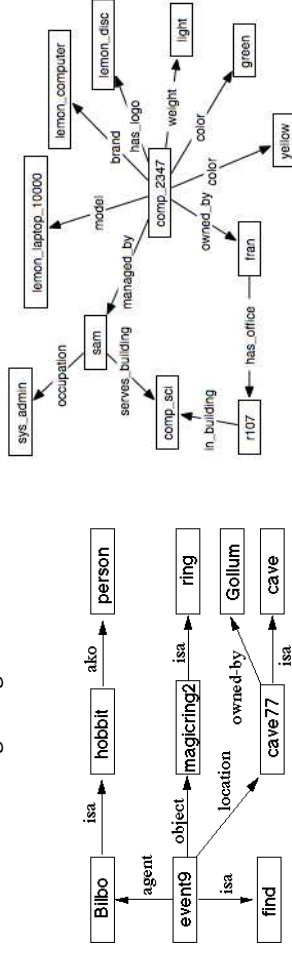 Bilbo
isa
hobbit
ako
person
agent
event9
object
magicring2
isa
ring
isa
find
location
cave77
owned-by
Gollum
isa
cave
sys_admin
occupation
sam
serves_building
comp_sci
in_building
r107
has_office
fran
owned_by
managed_by
lemon_laptop_10000
model
lemon_computer
brand
lemon_disc
has_logo
comp_2347
light
weight
green
color
yellow
color